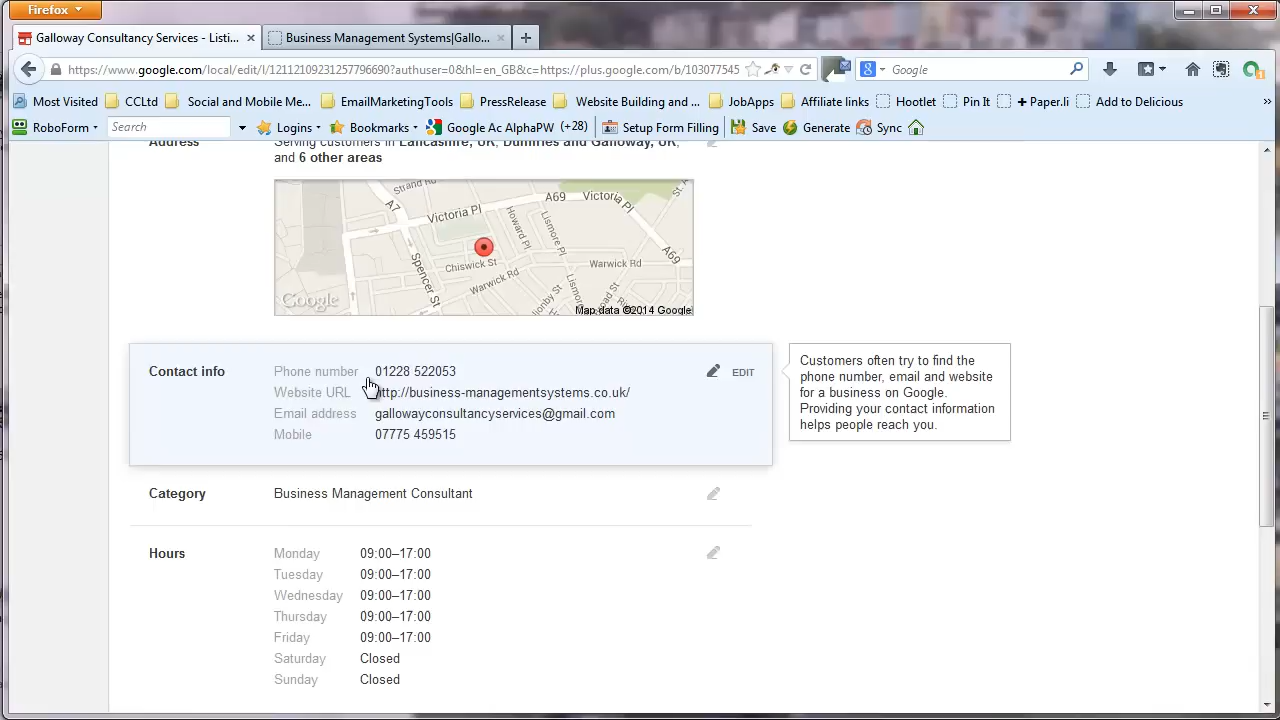 Firefox
Galloway Consultancy Services - Listi...
Business Management Systems|Gallo...
https://www.google.com/local/edit/l/12112109231257796690?authuser=0&hl=en_GB&c=https://plus.google.com/b/103077545
Google
Most Visited
CCLtd
Social and Mobile Me...
EmailMarketingTools
PressRelease
Website Building and ...
JobApps
Affiliate links
Hootlet
Pin It
+ Paper.li
Add to Delicious
RoboForm
Search
Logins
Bookmarks
Google Ac AlphaPW (+28)
Setup Form Filling
Save
Generate
Sync
Address
Serving customers in Lancashire, UK, Dumfries and Galloway, UK,
and 6 other areas
Strand Rd
A7
Victoria Pl
A69
Victoria Pl
St.
Howard Pl
Lismore Pl
A69
Spencer St
Chiswick St
Warwick Rd
Warwick Rd
Google
Map data ©2014 Google
Contact info
Phone number 01228 522053
Website URL http://business-managementsystems.co.uk/
Email address gallowayconsultancyservices@gmail.com
Mobile 07775 459515
EDIT
Customers often try to find the
phone number, email and website
for a business on Google.
Providing your contact information
helps people reach you.
Category Business Management Consultant
Hours
Monday 09:00–17:00
Tuesday 09:00–17:00
Wednesday 09:00–17:00
Thursday 09:00–17:00
Friday 09:00–17:00
Saturday Closed
Sunday Closed